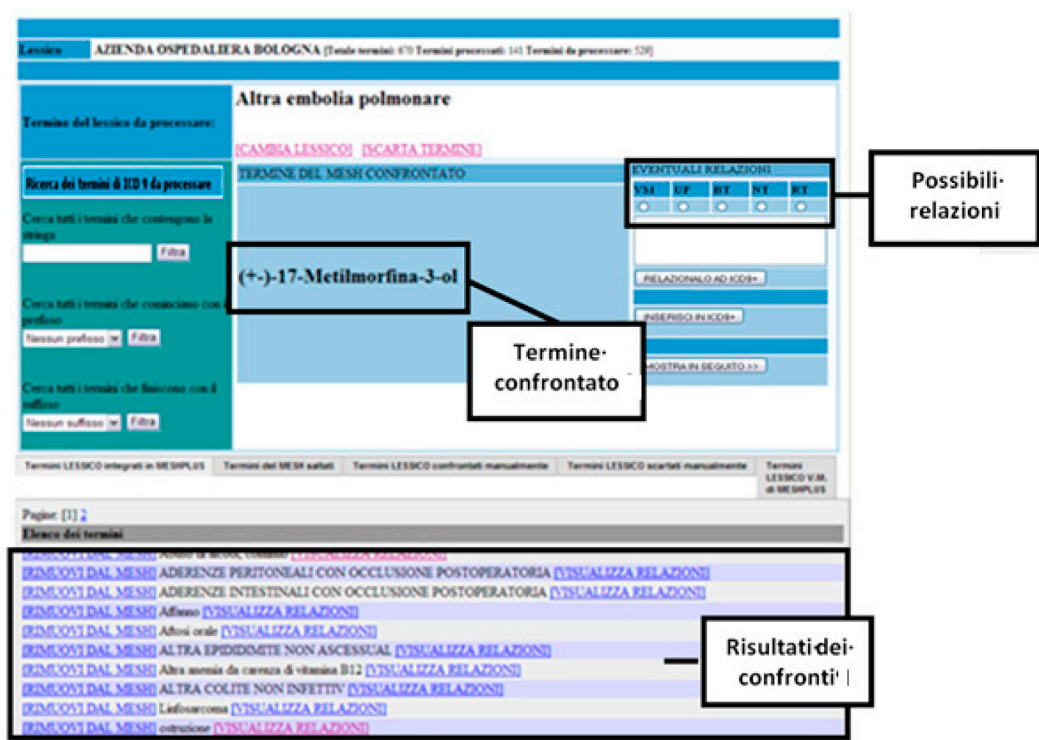 Lessico AZIENDA OSPEDALIERA BOLOGNA [Totale termini: 670 Termini processati: 141 Termini da processare: 529]
Termine del lessico da processare:
Altra embolia polmonare
[CAMBIA LESSICO] [SCARTA TERMINE]
Ricerca dei termini di ICD 9 da processare
Cerca tutti i termini che contengono la
stringa
Filtra
Cerca tutti i termini che cominciano con il
prefisso
Nessun prefisso Filtra
Cerca tutti i termini che finiscono con il
suffisso
Nessun suffisso Filtra
TERMINE DEL MESH CONFRONTATO
(+-)-17-Metilmorfina-3-ol
EVENTUALI RELAZIONI
VM UF BT NT RT
RELAZIONALO AD ICD9+
INSERISCI IN ICD9+
MOSTRA IN SEGUITO >>
Possibili·
relazioni
Termine·
confrontato
Termini LESSICO integrati in MESHPLUS Termini del MESH saltati Termini LESSICO confrontati manualmente Termini LESSICO scartati manualmente Termini
LESSICO V.M.
di MESHPLUS
Pagine: [1] 2
Elenco dei termini
[RIMUOVI DAL MESH] Abuso di alcool, continuo [VISUALIZZA RELAZIONI]
[RIMUOVI DAL MESH] ADERENZE PERITONEALI CON OCCLUSIONE POSTOPERATORIA [VISUALIZZA RELAZIONI]
[RIMUOVI DAL MESH] ADERENZE INTESTINALI CON OCCLUSIONE POSTOPERATORIA [VISUALIZZA RELAZIONI]
[RIMUOVI DAL MESH] Affanno [VISUALIZZA RELAZIONI]
[RIMUOVI DAL MESH] Aftosi orale [VISUALIZZA RELAZIONI]
[RIMUOVI DAL MESH] ALTRA EPIDIDIMITE NON ASCESSUAL [VISUALIZZA RELAZIONI]
[RIMUOVI DAL MESH] Altra anemia da carenza di vitamina B12 [VISUALIZZA RELAZIONI]
[RIMUOVI DAL MESH] ALTRA COLITE NON INFETTIV [VISUALIZZA RELAZIONI]
[RIMUOVI DAL MESH] Linfosarcoma [VISUALIZZA RELAZIONI]
[RIMUOVI DAL MESH] ostruzione [VISUALIZZA RELAZIONI]
Risultati·dei·
confronti